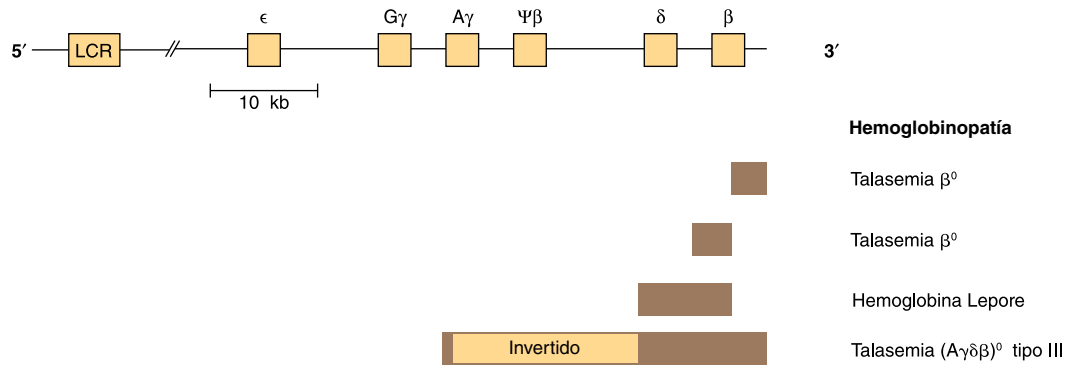 ϵ Gγ Aγ Ψβ δ β
5′ LCR 3′
10 kb
Hemoglobinopatía
Talasemia β⁰
Talasemia β⁰
Hemoglobina Lepore
Invertido Talasemia (Aγδβ)⁰ tipo III